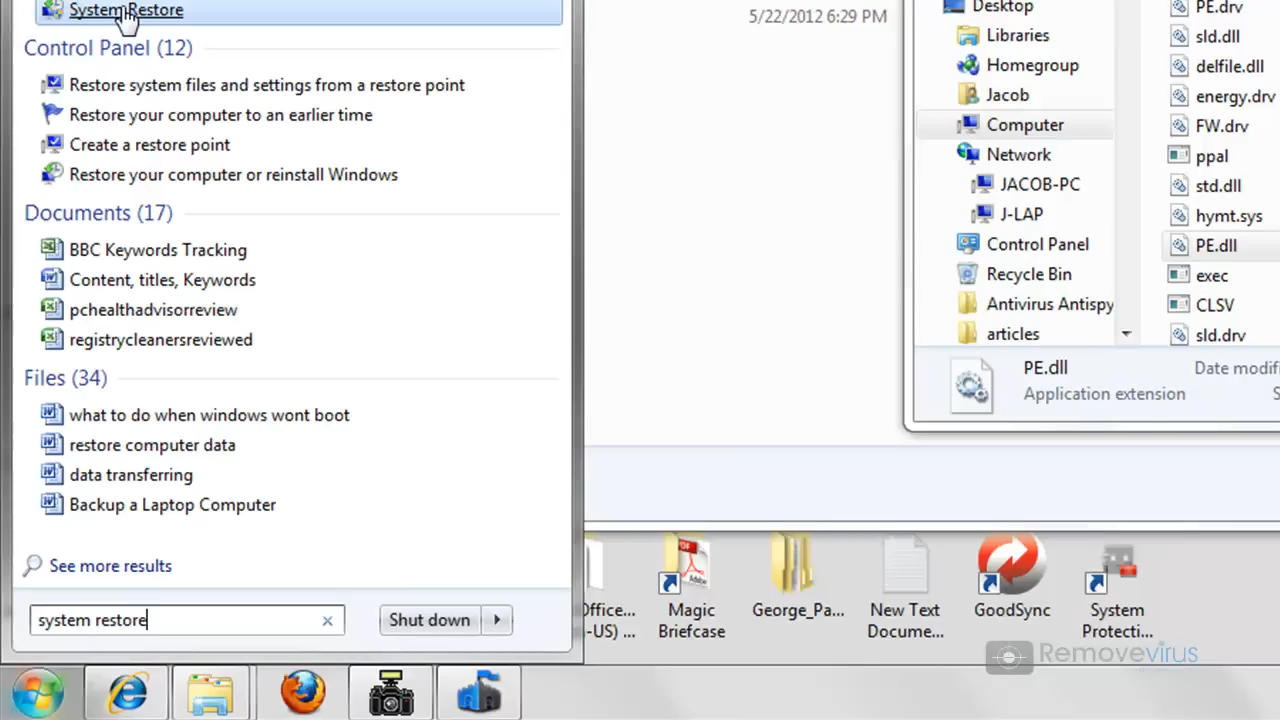 System Restore
Control Panel (12)
Restore system files and settings from a restore point
Restore your computer to an earlier time
Create a restore point
Restore your computer or reinstall Windows
Documents (17)
BBC Keywords Tracking
Content, titles, Keywords
pchealthadvisorreview
registrycleanersreviewed
Files (34)
what to do when windows wont boot
restore computer data
data transferring
Backup a Laptop Computer
See more results
system restore
Shut down
5/22/2012 6:29 PM
Desktop
Libraries
Homegroup
Jacob
Computer
Network
JACOB-PC
J-LAP
Control Panel
Recycle Bin
Antivirus Antispy
articles
PE.drv
sld.dll
delfile.dll
energy.drv
FW.drv
ppal
std.dll
hymt.sys
PE.dll
exec
CLSV
sld.drv
PE.dll
Date modifi
Application extension
Office...
-US) ...
Magic
Briefcase
George_Pa...
New Text
Docume...
GoodSync
System
Protecti...
Removevirus